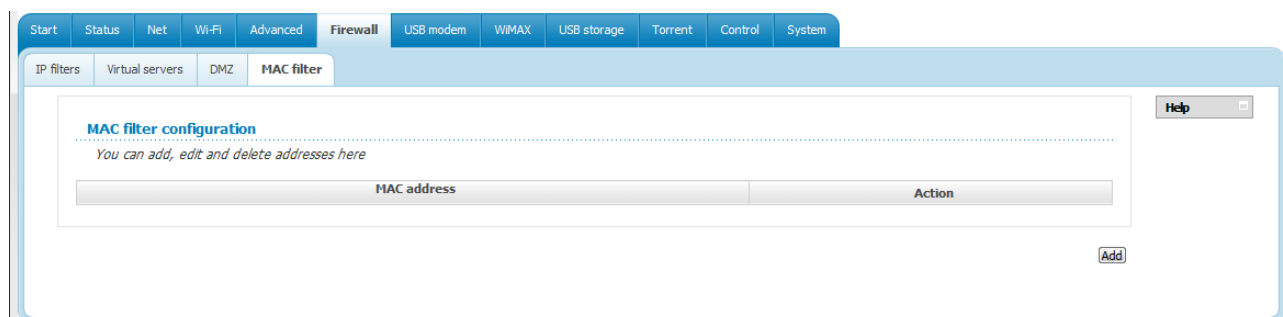 Start Status Net Wi-Fi Advanced Firewall USB modem WiMAX USB storage Torrent Control System
IP filters Virtual servers DMZ MAC filter
Help
MAC filter configuration
You can add, edit and delete addresses here
MAC address Action
Add